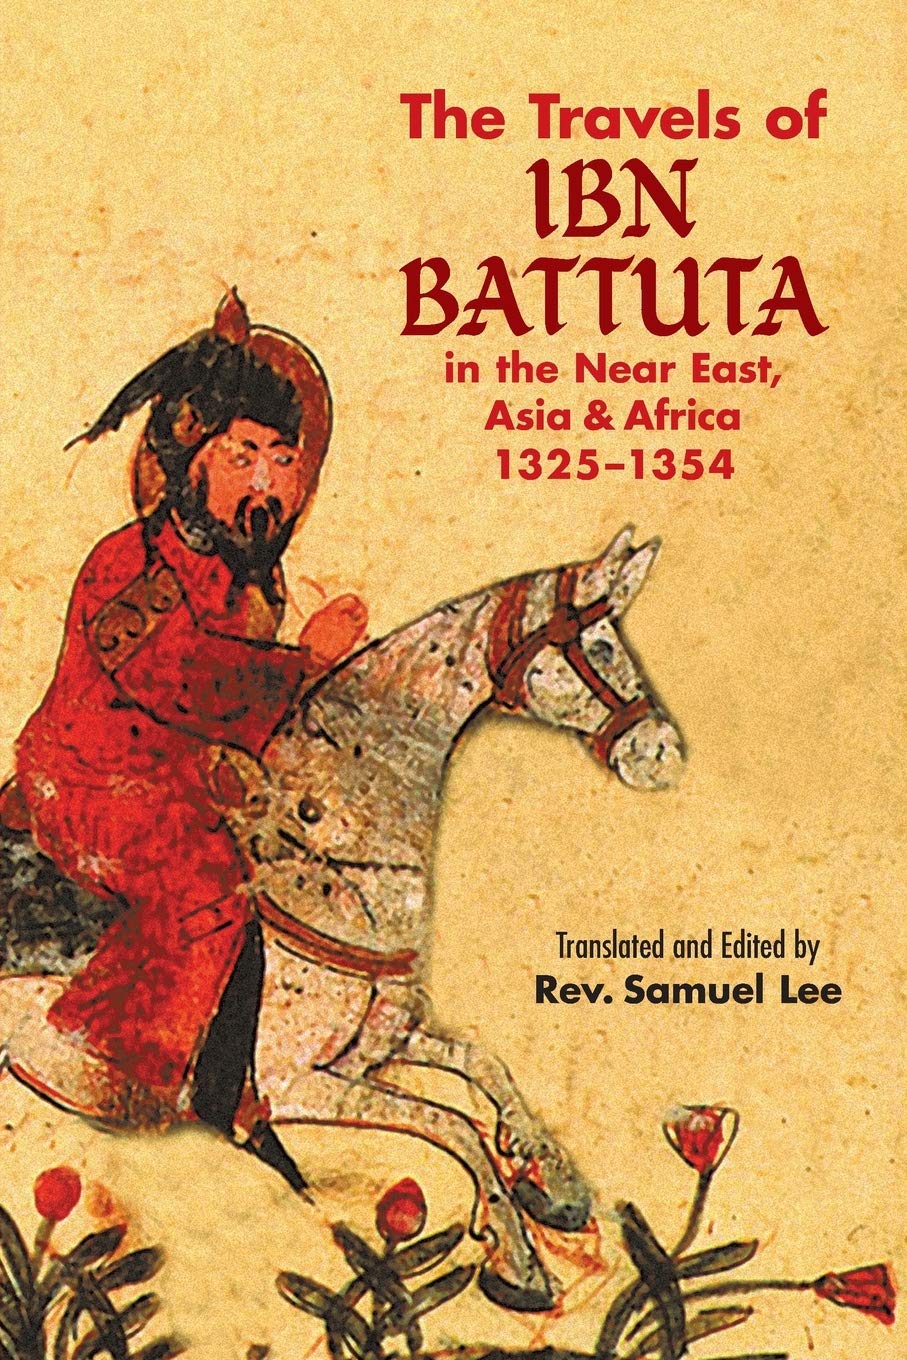 The Travels of
IBN
BATTUTA
in the Near East,
Asia & Africa
1325–1354
Translated and Edited by
Rev. Samuel Lee